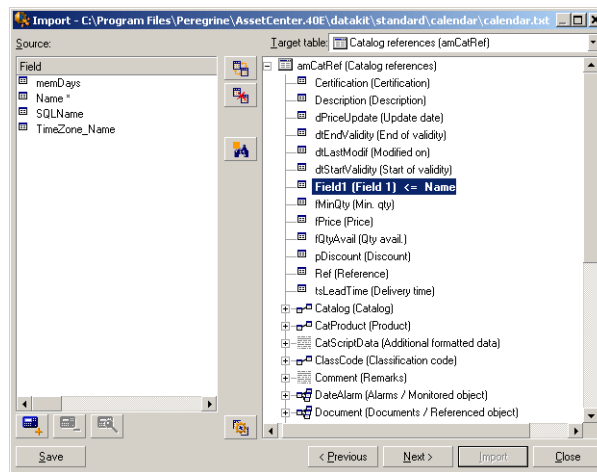 Import - C:\Program Files\Peregrine\AssetCenter.40E\datakit\standard\calendar\calendar.txt
Source:
Target table: Catalog references (amCatRef)
Field
memDays
Name *
SQLName
TimeZone_Name
amCatRef (Catalog references)
Certification (Certification)
Description (Description)
dPriceUpdate (Update date)
dtEndValidity (End of validity)
dtLastModif (Modified on)
dtStartValidity (Start of validity)
Field1 (Field 1) <= Name
fMinQty (Min. qty)
fPrice (Price)
fQtyAvail (Qty avail.)
pDiscount (Discount)
Ref (Reference)
tsLeadTime (Delivery time)
Catalog (Catalog)
CatProduct (Product)
CatScriptData (Additional formatted data)
ClassCode (Classification code)
Comment (Remarks)
DateAlarm (Alarms / Monitored object)
Document (Documents / Referenced object)
Save
< Previous
Next >
Import
Close